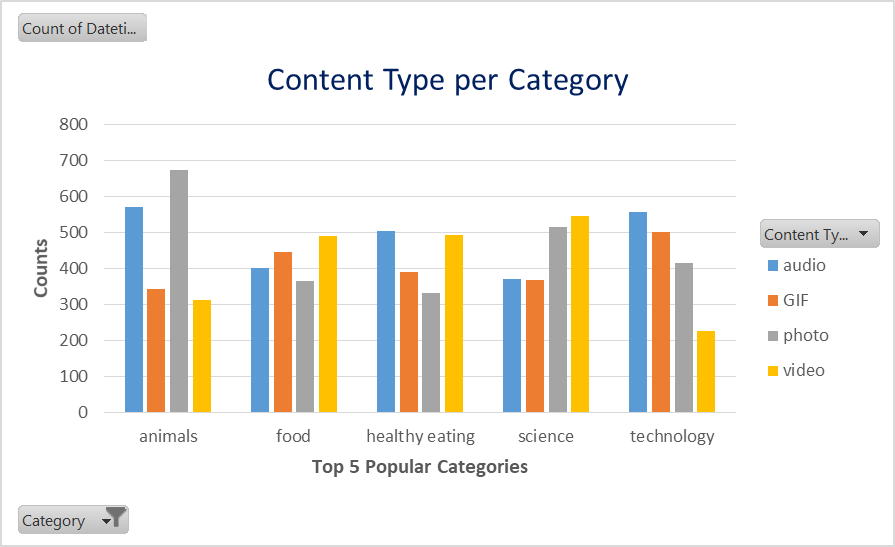 Count of Dateti...
Content Type per Category
800
700
600
500
400
300
200
100
0
Counts
animals food healthy eating science technology
Top 5 Popular Categories
Content Ty...
audio
GIF
photo
video
Category